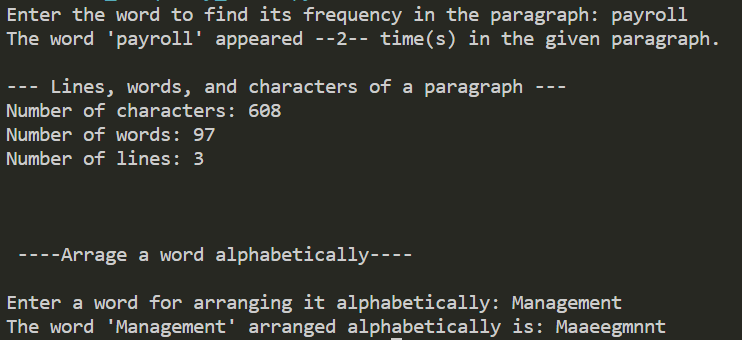 Enter the word to find its frequency in the paragraph: payroll
The word 'payroll' appeared --2-- time(s) in the given paragraph.
--- Lines, words, and characters of a paragraph ---
Number of characters: 608
Number of words: 97
Number of lines: 3
----Arrage a word alphabetically----
Enter a word for arranging it alphabetically: Management
The word 'Management' arranged alphabetically is: Maaeegmnnt